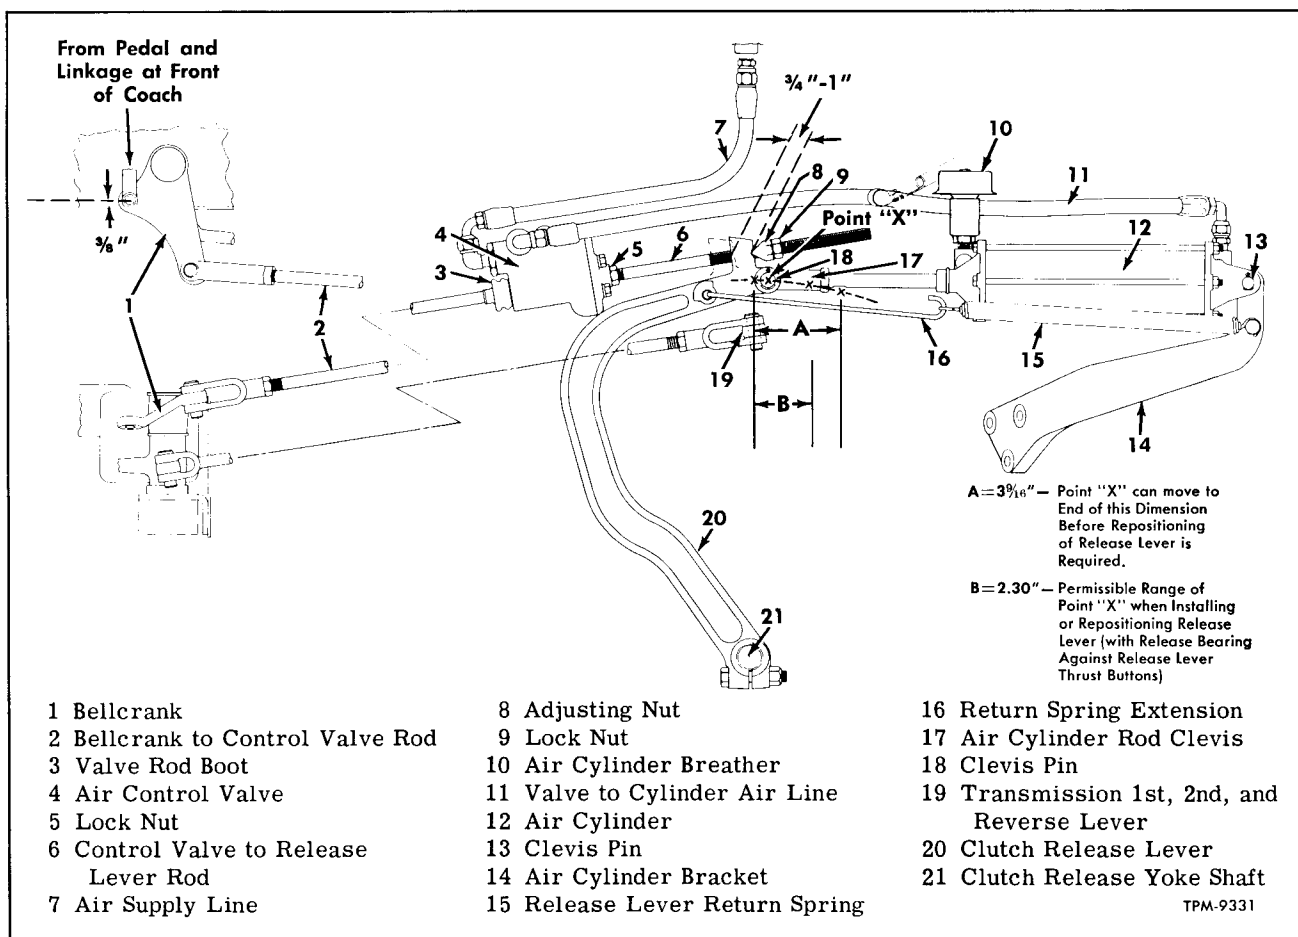 From Pedal and
Linkage at Front
of Coach
3/8"
1
2
3
4
5
6
7
3/4"-1"
8
9
Point "X"
18
17
10
11
12
13
A
B
19
16
15
14
20
21
A=3 9/16"— Point "X" can move to
End of this Dimension
Before Repositioning
of Release Lever is
Required.
B=2.30"— Permissible Range of
Point "X" when Installing
or Repositioning Release
Lever (with Release Bearing
Against Release Lever
Thrust Buttons)
1 Bellcrank
2 Bellcrank to Control Valve Rod
3 Valve Rod Boot
4 Air Control Valve
5 Lock Nut
6 Control Valve to Release
Lever Rod
7 Air Supply Line
8 Adjusting Nut
9 Lock Nut
10 Air Cylinder Breather
11 Valve to Cylinder Air Line
12 Air Cylinder
13 Clevis Pin
14 Air Cylinder Bracket
15 Release Lever Return Spring
16 Return Spring Extension
17 Air Cylinder Rod Clevis
18 Clevis Pin
19 Transmission 1st, 2nd, and
Reverse Lever
20 Clutch Release Lever
21 Clutch Release Yoke Shaft
TPM-9331